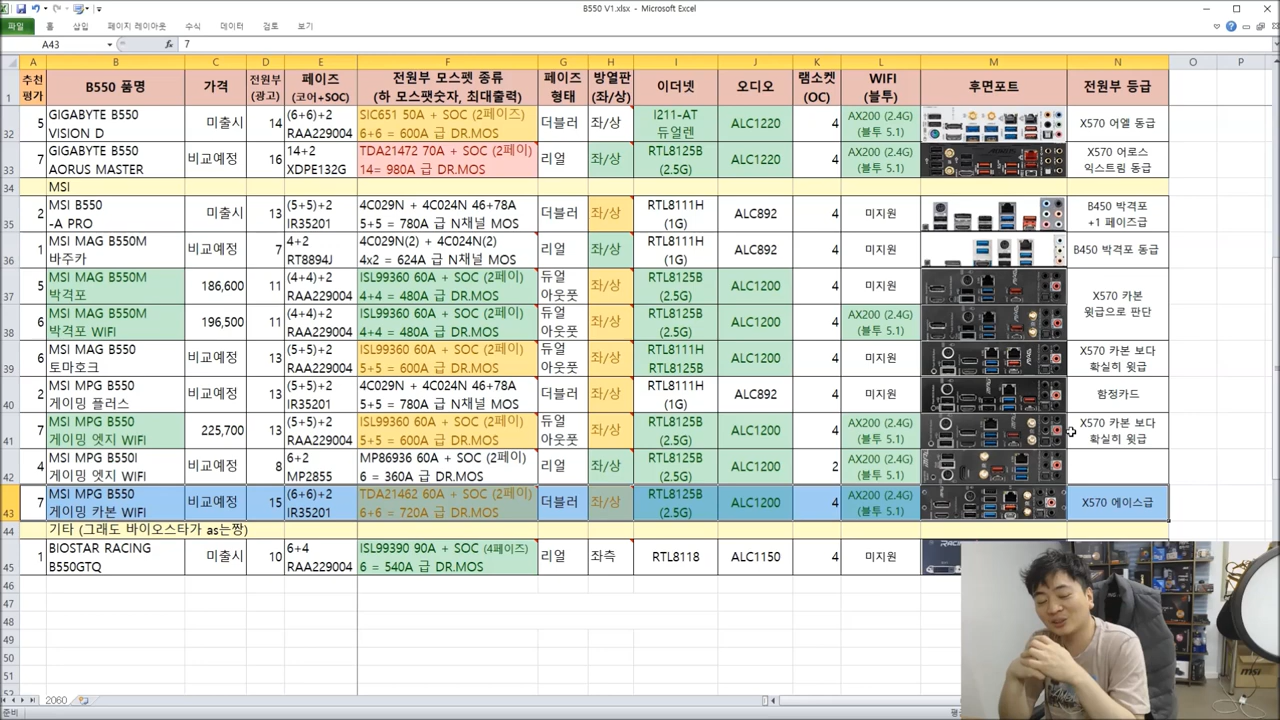 B550 V1.xlsx - Microsoft Excel
파일 홈 삽입 페이지 레이아웃 수식 데이터 검토 보기
A43 fx 7
A B C D E F G H I J K L M N O P
1 추천평가 B550 품명 가격 전원부(광고) 페이즈(코어+SOC) 전원부 모스펫 종류(하 모스팻숫자, 최대출력) 페이즈형태 방열판(좌/상) 이더넷 오디오 램소켓(OC) WIFI(블투) 후면포트 전원부 등급
32 5 GIGABYTE B550 VISION D 미출시 14 (6+6)+2 RAA229004 SIC651 50A + SOC (2페이즈) 6+6 = 600A 급 DR.MOS 더블러 좌/상 I211-AT 듀얼렌 ALC1220 4 AX200 (2.4G) (블투 5.1) X570 어엘 동급
33 7 GIGABYTE B550 AORUS MASTER 비교예정 16 14+2 XDPE132G TDA21472 70A + SOC (2페이) 14= 980A 급 DR.MOS 리얼 좌/상 RTL8125B (2.5G) ALC1220 4 AX200 (2.4G) (블투 5.1) X570 어로스 익스트림 동급
34 MSI
35 2 MSI B550 -A PRO 미출시 13 (5+5)+2 IR35201 4C029N + 4C024N 46+78A 5+5 = 780A 급 N채널 MOS 더블러 좌/상 RTL8111H (1G) ALC892 4 미지원 B450 박격포 +1 페이즈급
36 1 MSI MAG B550M 바주카 비교예정 7 4+2 RT8894J 4C029N(2) + 4C024N(2) 4x2 = 624A 급 N채널 MOS 리얼 좌/상 RTL8111H (1G) ALC892 4 미지원 B450 박격포 동급
37 5 MSI MAG B550M 박격포 186,600 11 (4+4)+2 RAA229004 ISL99360 60A + SOC (2페이) 4+4 = 480A 급 DR.MOS 듀얼 아웃풋 좌/상 RTL8125B (2.5G) ALC1200 4 미지원 X570 카본 윗급으로 판단
38 6 MSI MAG B550M 박격포 WIFI 196,500 11 (4+4)+2 RAA229004 ISL99360 60A + SOC (2페이) 4+4 = 480A 급 DR.MOS 듀얼 아웃풋 좌/상 RTL8125B (2.5G) ALC1200 4 AX200 (2.4G) (블투 5.1)
39 6 MSI MAG B550 토마호크 비교예정 13 (5+5)+2 RAA229004 ISL99360 60A + SOC (2페이) 5+5 = 600A 급 DR.MOS 듀얼 아웃풋 좌/상 RTL8111H (2.5G) ALC1200 4 미지원 X570 카본 보다 확실히 윗급
40 2 MSI MPG B550 게이밍 플러스 비교예정 13 (5+5)+2 IR35201 4C029N + 4C024N 46+78A 5+5 = 780A 급 N채널 MOS 더블러 좌/상 RTL8111H (1G) ALC892 4 미지원 함정카드
41 7 MSI MPG B550 게이밍 엣지 WIFI 225,700 13 (5+5)+2 RAA229004 ISL99360 60A + SOC (2페이) 5+5 = 600A 급 DR.MOS 듀얼 아웃풋 좌/상 RTL8125B (2.5G) ALC1200 4 AX200 (2.4G) (블투 5.1) X570 카본 보다 확실히 윗급
42 4 MSI MPG B550I 게이밍 엣지 WIFI 비교예정 8 6+2 MP2855 MP86936 60A + SOC (2페이) 6 = 360A 급 DR.MOS 리얼 좌/상 RTL8125B (2.5G) ALC1200 2 AX200 (2.4G) (블투 5.1)
43 7 MSI MPG B550 게이밍 카본 WIFI 비교예정 15 (6+6)+2 IR35201 TDA21462 60A + SOC (2페이) 6+6 = 720A 급 DR.MOS 더블러 좌/상 RTL8125B (2.5G) ALC1200 4 AX200 (2.4G) (블투 5.1) X570 에이스급
44 기타 (그래도 바이오스타가 as는짱)
45 1 BIOSTAR RACING B550GTQ 미출시 10 6+4 RAA229004 ISL99390 90A + SOC (4페이즈) 6 = 540A 급 DR.MOS 리얼 좌측 RTL8118 ALC1150 4 미지원
46
47
48
49
50
51
2060
준비
msi